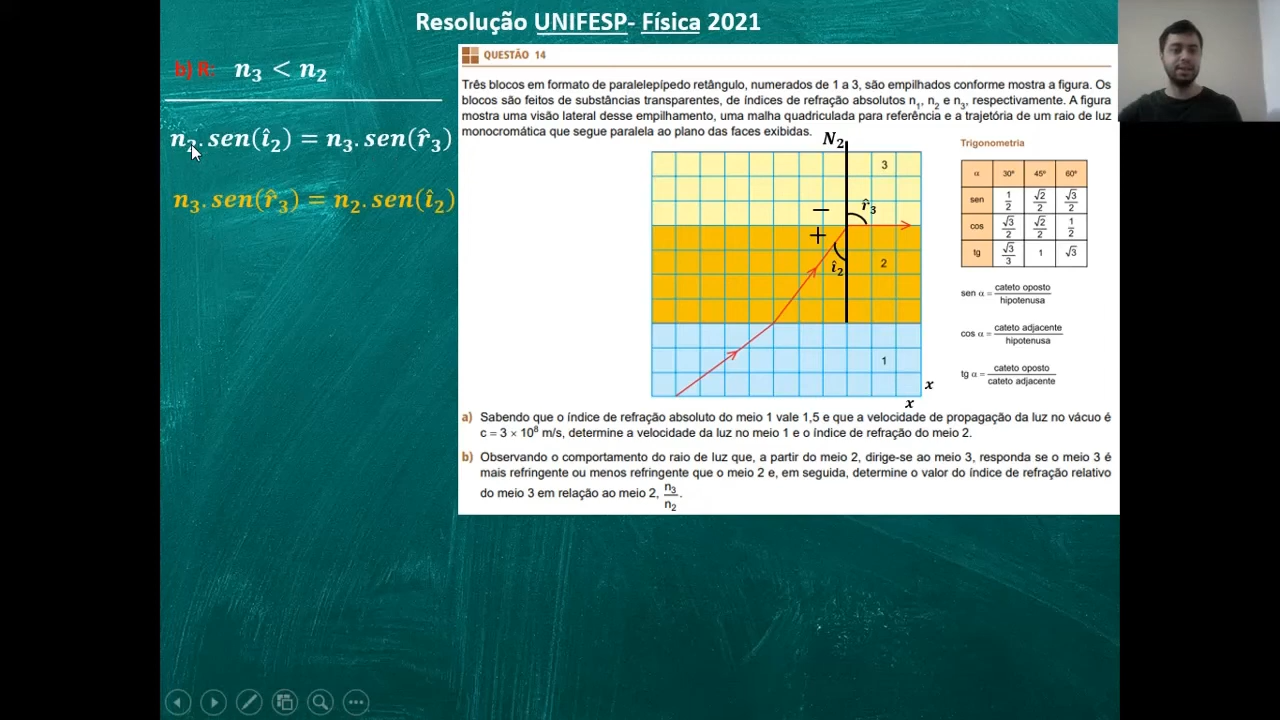 Resolução UNIFESP- Física 2021
b) R: n₃ < n₂
n₂.sen(î₂) = n₃.sen(r̂₃)
n₃.sen(r̂₃) = n₂.sen(î₂)
QUESTÃO 14
Três blocos em formato de paralelepípedo retângulo, numerados de 1 a 3, são empilhados conforme mostra a figura. Os
blocos são feitos de substâncias transparentes, de índices de refração absolutos n₁, n₂ e n₃, respectivamente. A figura
mostra uma visão lateral desse empilhamento, uma malha quadriculada para referência e a trajetória de um raio de luz
monocromática que segue paralela ao plano das faces exibidas.
N₂
3
r̂₃
−
+
î₂
2
1
x
x
Trigonometria
α 30º 45º 60º
sen 1/2 √2/2 √3/2
cos √3/2 √2/2 1/2
tg √3/3 1 √3
sen α = cateto oposto / hipotenusa
cos α = cateto adjacente / hipotenusa
tg α = cateto oposto / cateto adjacente
a) Sabendo que o índice de refração absoluto do meio 1 vale 1,5 e que a velocidade de propagação da luz no vácuo é
c = 3 × 10⁸ m/s, determine a velocidade da luz no meio 1 e o índice de refração do meio 2.
b) Observando o comportamento do raio de luz que, a partir do meio 2, dirige-se ao meio 3, responda se o meio 3 é
mais refringente ou menos refringente que o meio 2 e, em seguida, determine o valor do índice de refração relativo
do meio 3 em relação ao meio 2, n₃/n₂.